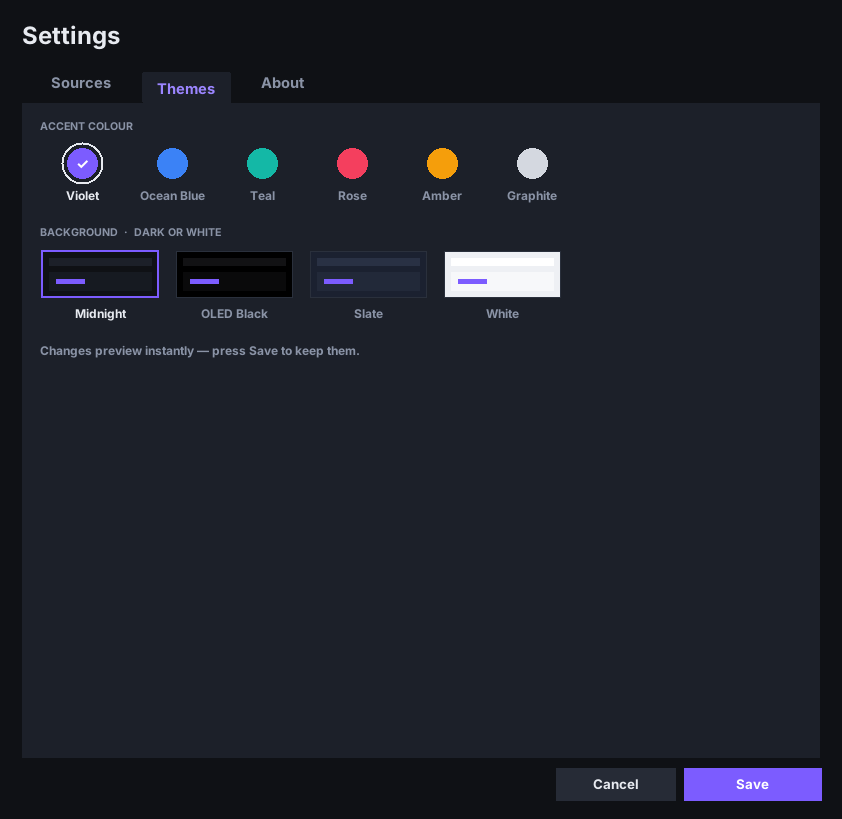 Settings
Sources Themes About
ACCENT COLOUR
Violet Ocean Blue Teal Rose Amber Graphite
BACKGROUND · DARK OR WHITE
Midnight OLED Black Slate White
Changes preview instantly — press Save to keep them.
Cancel Save